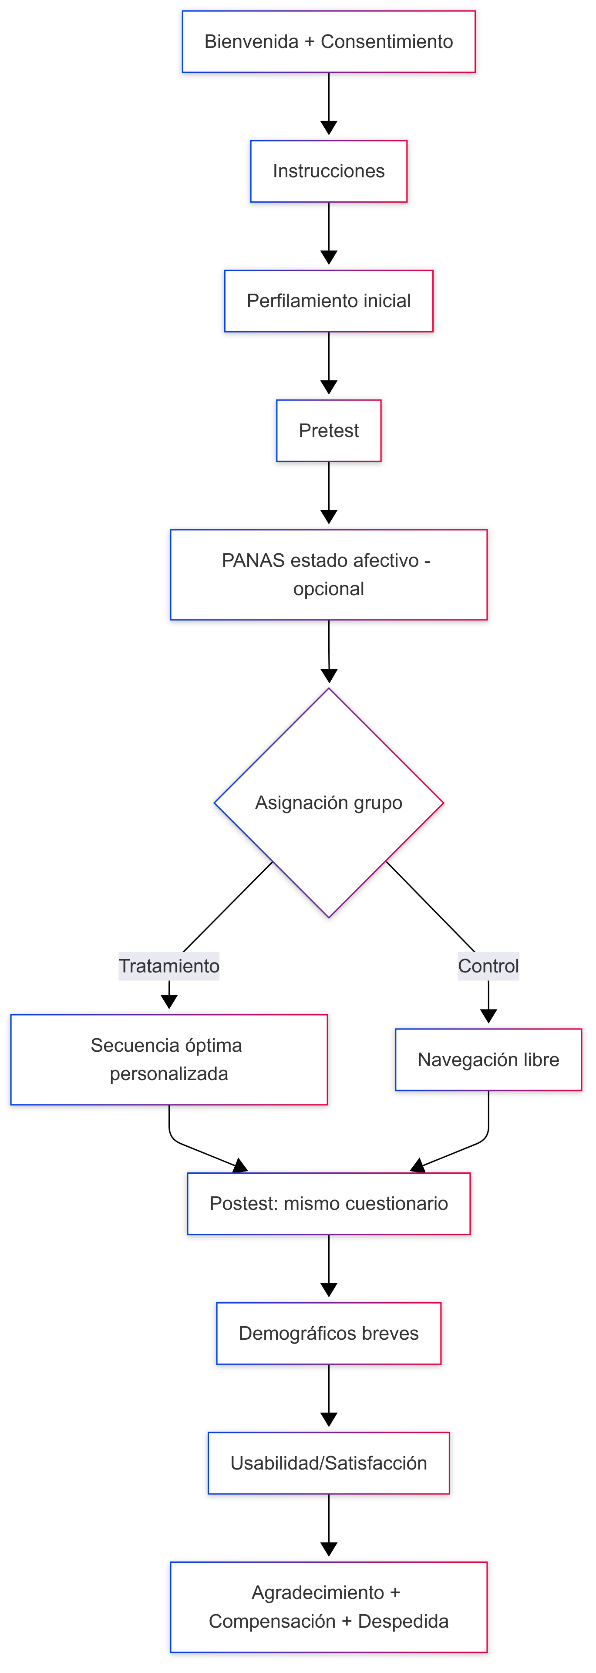 Bienvenida + Consentimiento
Instrucciones
Perfilamiento inicial
Pretest
PANAS estado afectivo -
opcional
Asignación grupo
Tratamiento
Control
Secuencia óptima
personalizada
Navegación libre
Postest: mismo cuestionario
Demográficos breves
Usabilidad/Satisfacción
Agradecimiento +
Compensación + Despedida